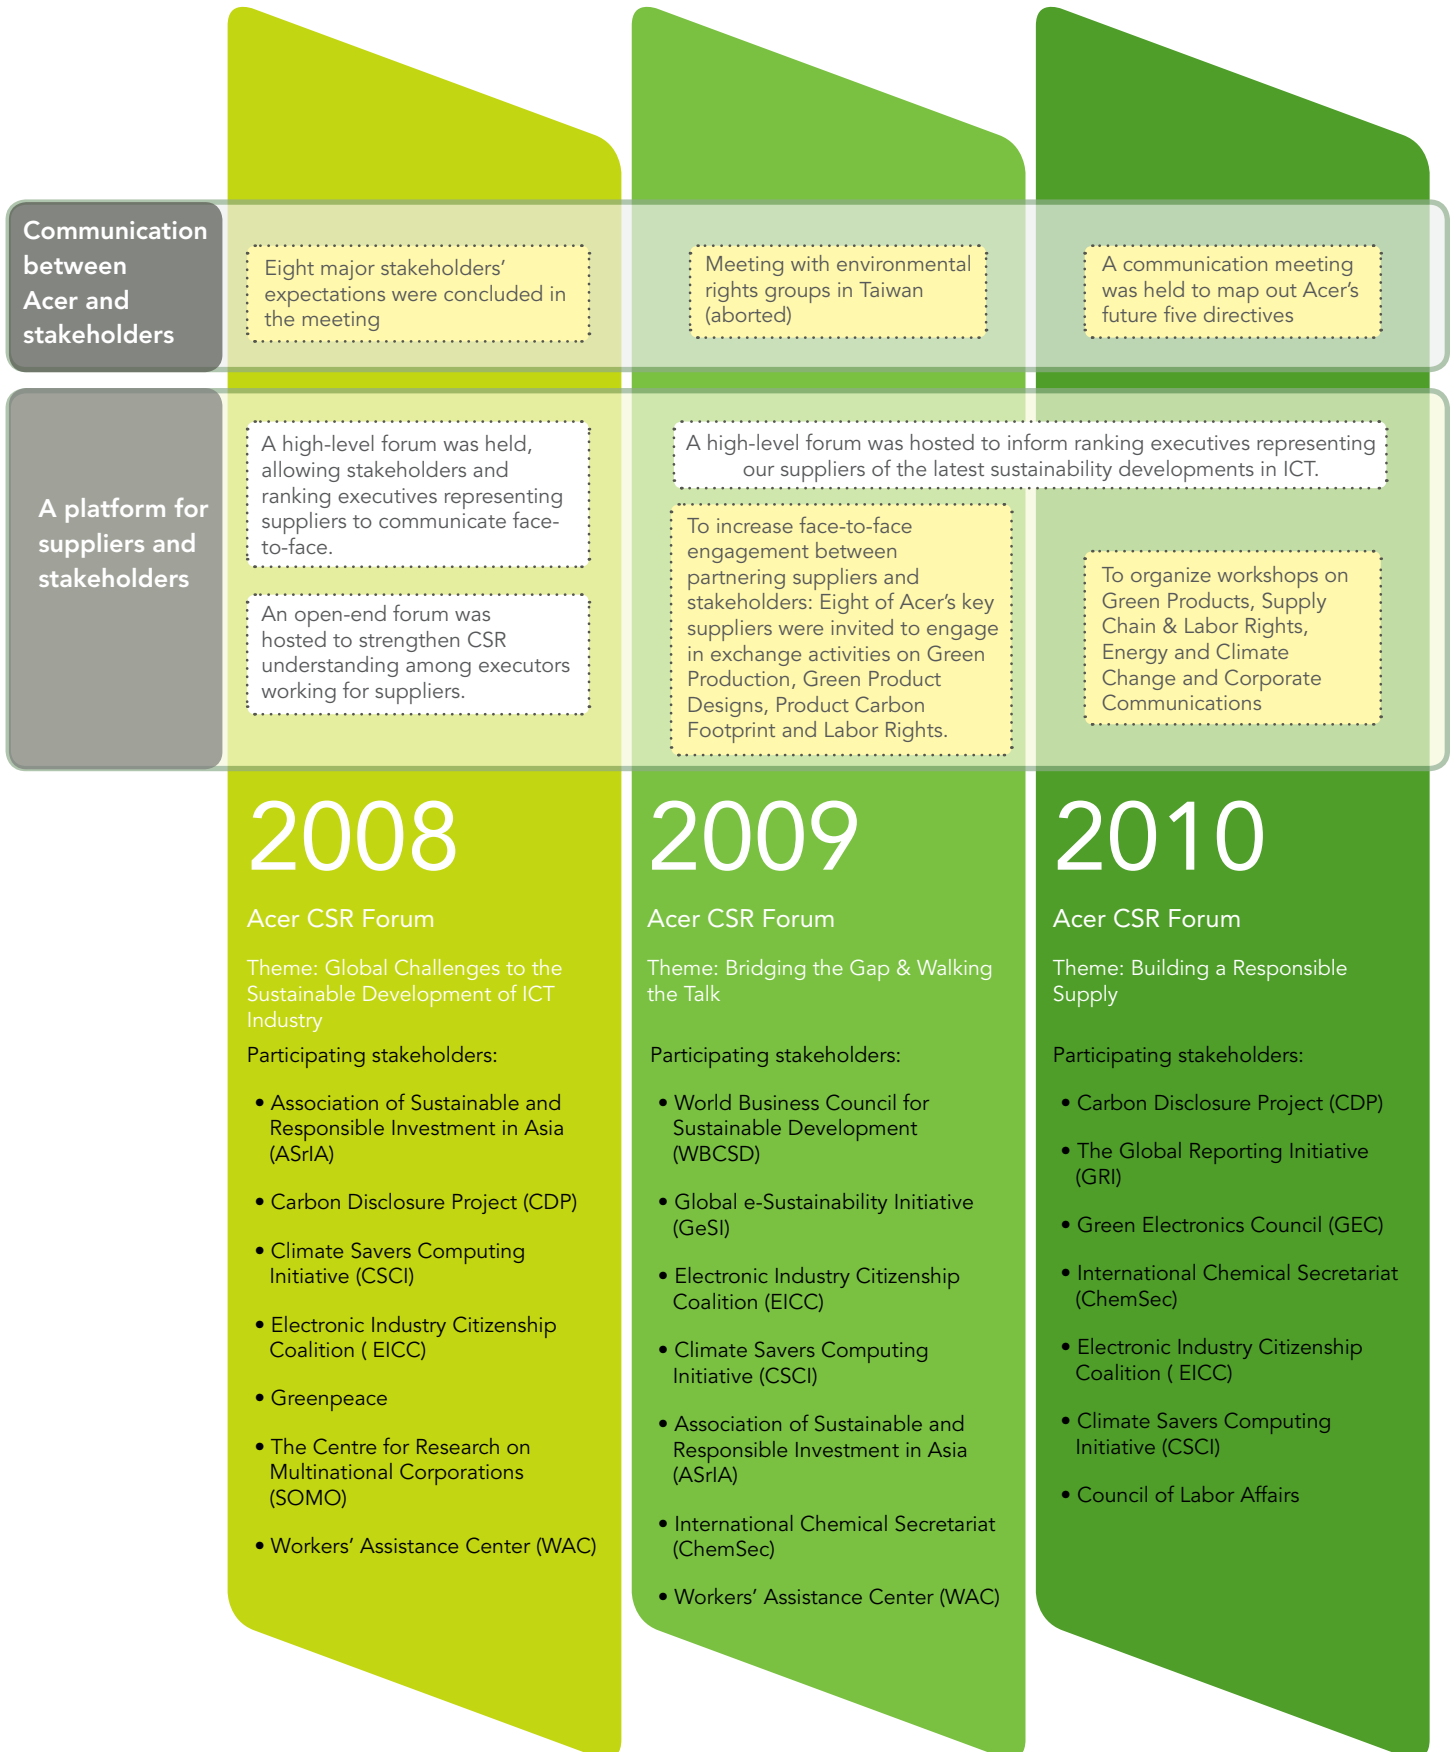 Communication
between
Acer and
stakeholders
Eight major stakeholders’
expectations were concluded in
the meeting
Meeting with environmental
rights groups in Taiwan
(aborted)
A communication meeting
was held to map out Acer’s
future five directives
A platform for
suppliers and
stakeholders
A high-level forum was held,
allowing stakeholders and
ranking executives representing
suppliers to communicate face-
to-face.
An open-end forum was
hosted to strengthen CSR
understanding among executors
working for suppliers.
A high-level forum was hosted to inform ranking executives representing
our suppliers of the latest sustainability developments in ICT.
To increase face-to-face
engagement between
partnering suppliers and
stakeholders: Eight of Acer’s key
suppliers were invited to engage
in exchange activities on Green
Production, Green Product
Designs, Product Carbon
Footprint and Labor Rights.
To organize workshops on
Green Products, Supply
Chain & Labor Rights,
Energy and Climate
Change and Corporate
Communications
2008
Acer CSR Forum
Theme: Global Challenges to the
Sustainable Development of ICT
Industry
Participating stakeholders:
• Association of Sustainable and
Responsible Investment in Asia
(ASrIA)
• Carbon Disclosure Project (CDP)
• Climate Savers Computing
Initiative (CSCI)
• Electronic Industry Citizenship
Coalition ( EICC)
• Greenpeace
• The Centre for Research on
Multinational Corporations
(SOMO)
• Workers’ Assistance Center (WAC)
2009
Acer CSR Forum
Theme: Bridging the Gap & Walking
the Talk
Participating stakeholders:
• World Business Council for
Sustainable Development
(WBCSD)
• Global e-Sustainability Initiative
(GeSI)
• Electronic Industry Citizenship
Coalition (EICC)
• Climate Savers Computing
Initiative (CSCI)
• Association of Sustainable and
Responsible Investment in Asia
(ASrIA)
• International Chemical Secretariat
(ChemSec)
• Workers’ Assistance Center (WAC)
2010
Acer CSR Forum
Theme: Building a Responsible
Supply
Participating stakeholders:
• Carbon Disclosure Project (CDP)
• The Global Reporting Initiative
(GRI)
• Green Electronics Council (GEC)
• International Chemical Secretariat
(ChemSec)
• Electronic Industry Citizenship
Coalition ( EICC)
• Climate Savers Computing
Initiative (CSCI)
• Council of Labor Affairs